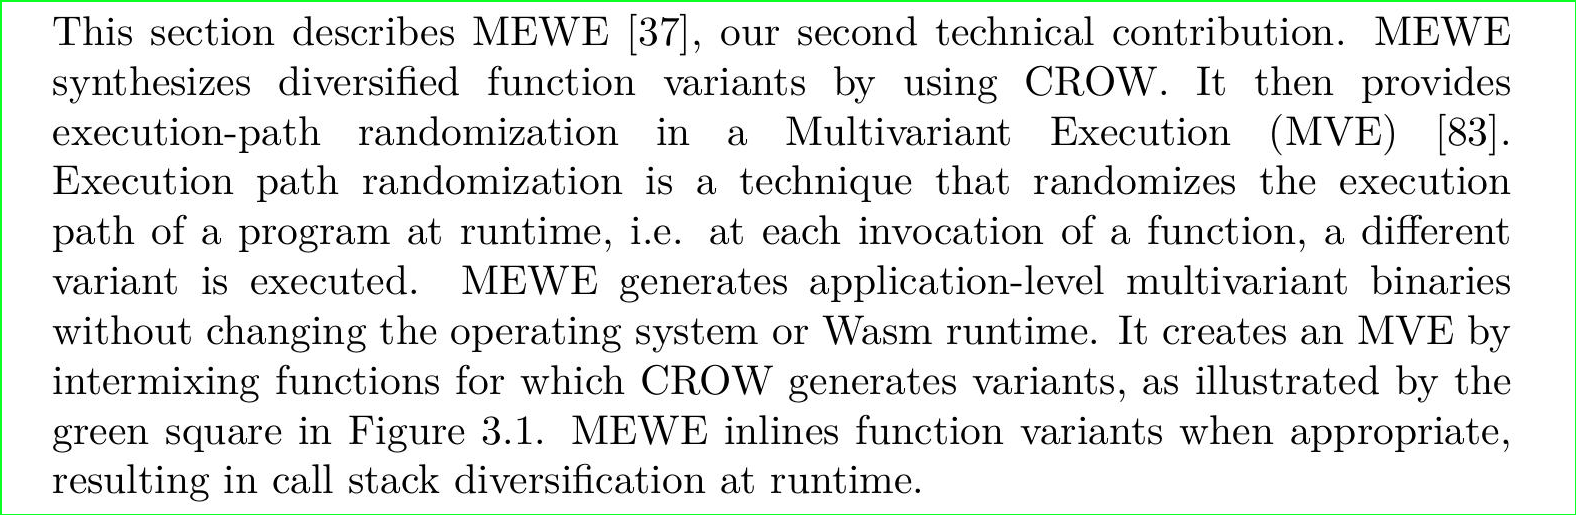 This section describes MEWE [37], our second technical contribution. MEWE
synthesizes diversified function variants by using CROW. It then provides
execution-path randomization in a Multivariant Execution (MVE) [83].
Execution path randomization is a technique that randomizes the execution
path of a program at runtime, i.e. at each invocation of a function, a different
variant is executed. MEWE generates application-level multivariant binaries
without changing the operating system or Wasm runtime. It creates an MVE by
intermixing functions for which CROW generates variants, as illustrated by the
green square in Figure 3.1. MEWE inlines function variants when appropriate,
resulting in call stack diversification at runtime.